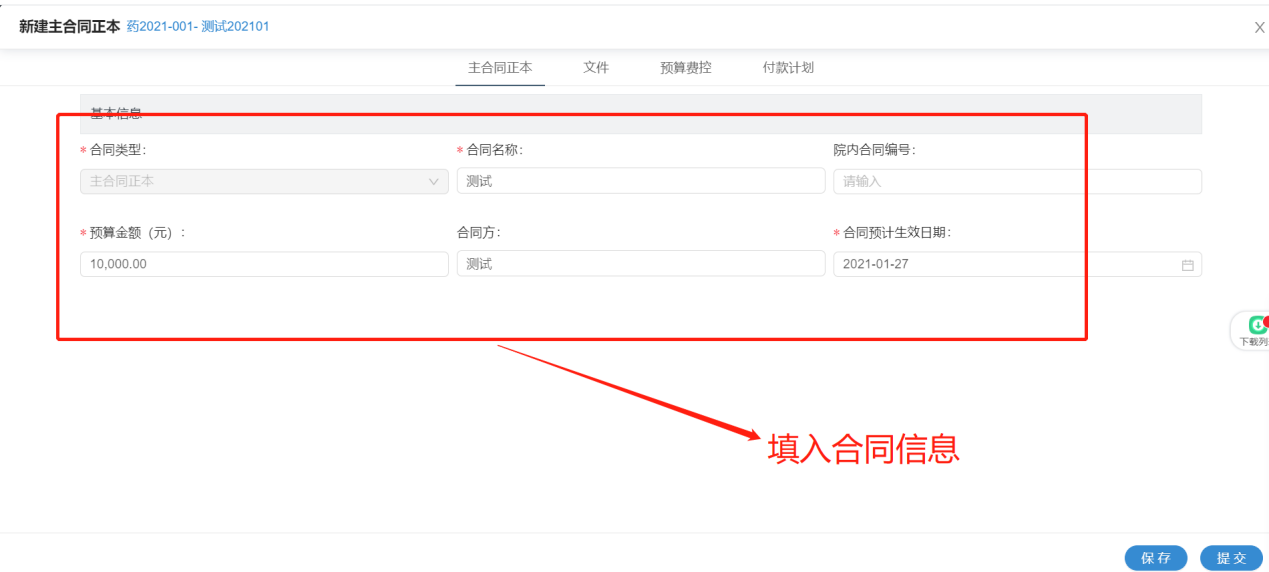 新建主合同正本 药2021-001- 测试202101
主合同正本 文件 预算费控 付款计划
基本信息
* 合同类型: * 合同名称: 院内合同编号:
主合同正本 测试 请输入
* 预算金额（元）: 合同方: * 合同预计生效日期:
10,000.00 测试 2021-01-27
下载列
填入合同信息
保存 提交